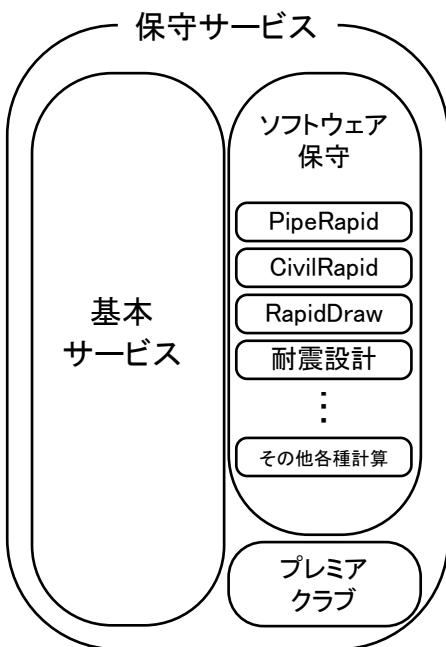 保守サービス
基本
サービス
ソフトウェア
保守
PipeRapid
CivilRapid
RapidDraw
耐震設計
⋮
その他各種計算
プレミア
クラブ